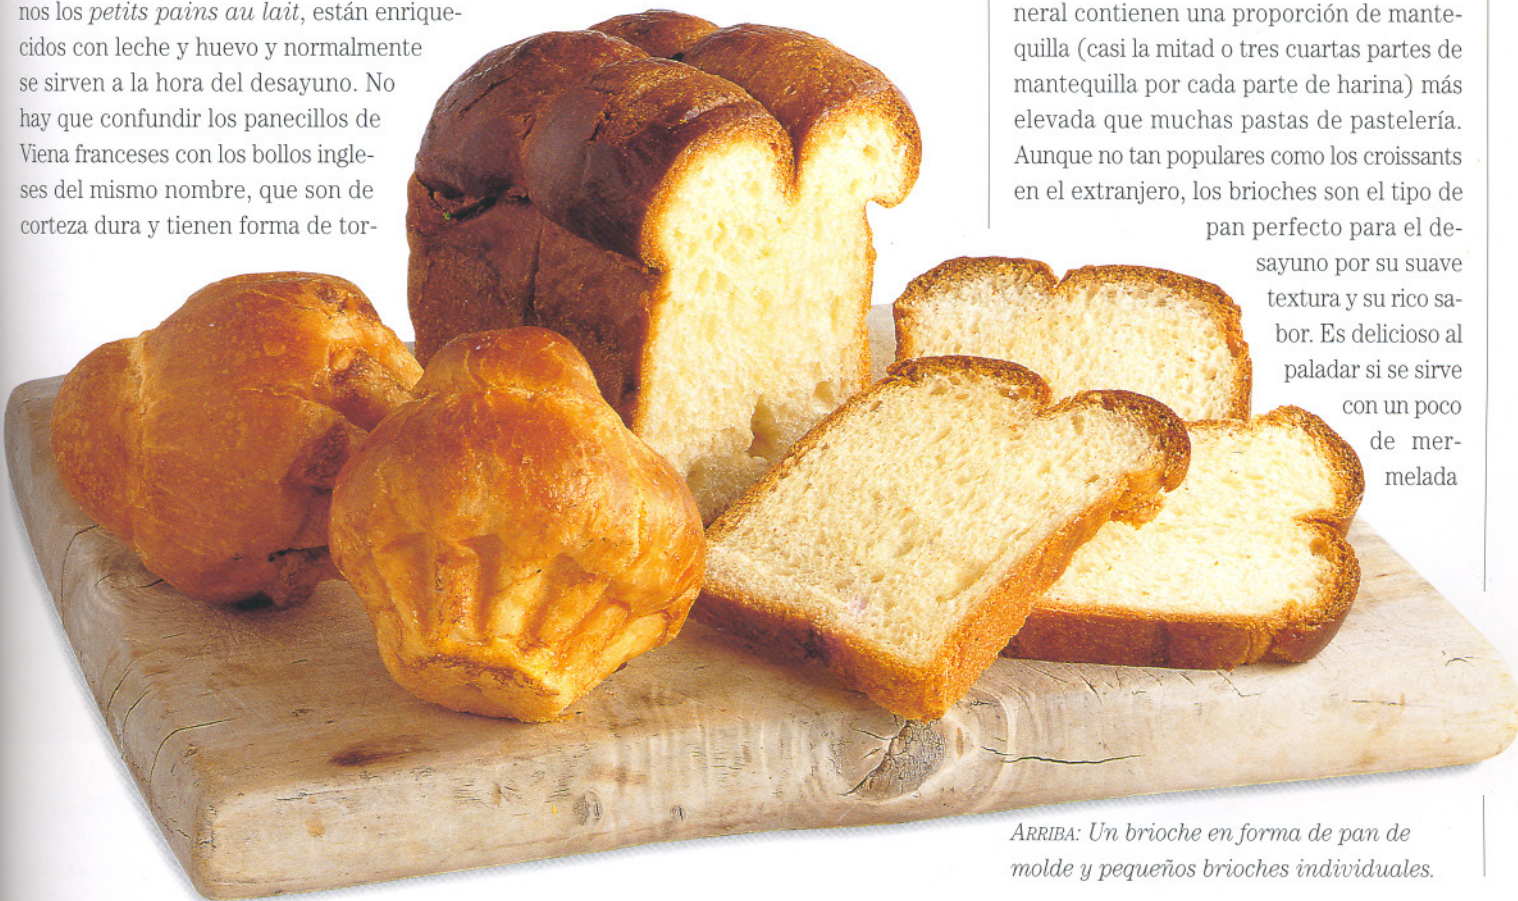 nos los petits pains au lait, están enrique-
cidos con leche y huevo y normalmente
se sirven a la hora del desayuno. No
hay que confundir los panecillos de
Viena franceses con los bollos ingle-
ses del mismo nombre, que son de
corteza dura y tienen forma de tor-
neral contienen una proporción de mante-
quilla (casi la mitad o tres cuartas partes de
mantequilla por cada parte de harina) más
elevada que muchas pastas de pastelería.
Aunque no tan populares como los croissants
en el extranjero, los brioches son el tipo de
pan perfecto para el de-
sayuno por su suave
textura y su rico sa-
bor. Es delicioso al
paladar si se sirve
con un poco
de mer-
melada
ARRIBA: Un brioche en forma de pan de
molde y pequeños brioches individuales.